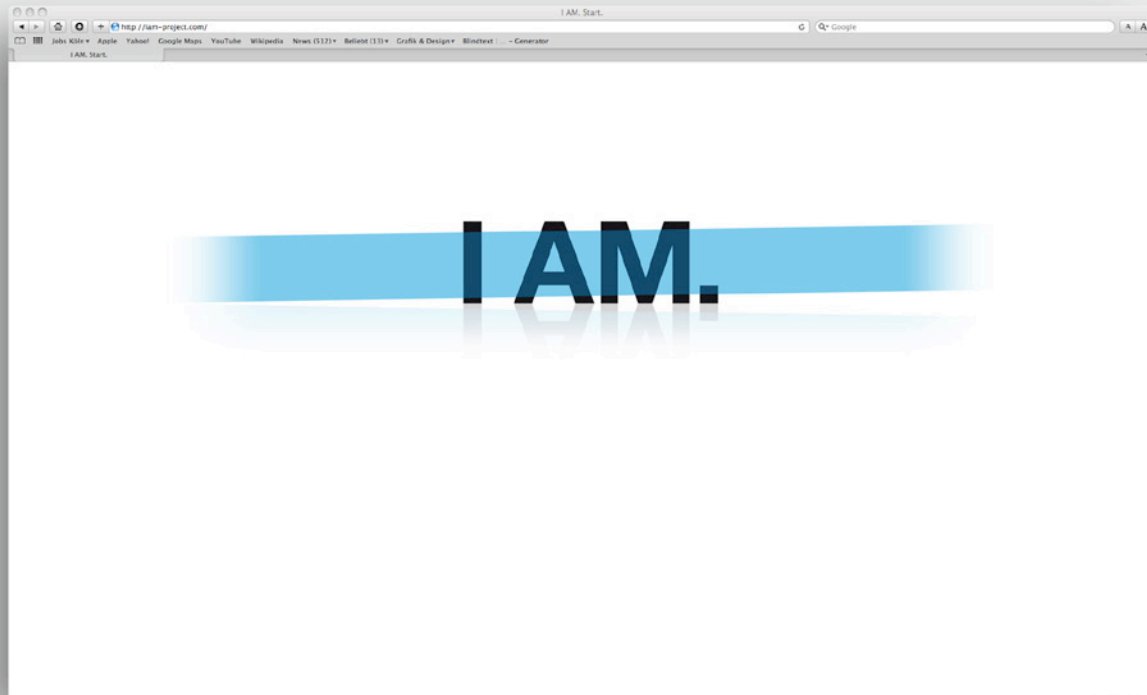 I AM. Start.
http://iam-project.com/
Google
A A
Jobs Köln Apple Yahoo! Google Maps YouTube Wikipedia News (512) Beliebt (13) Grafik & Design Blindtext : ... – Generator
I AM. Start.
I AM.